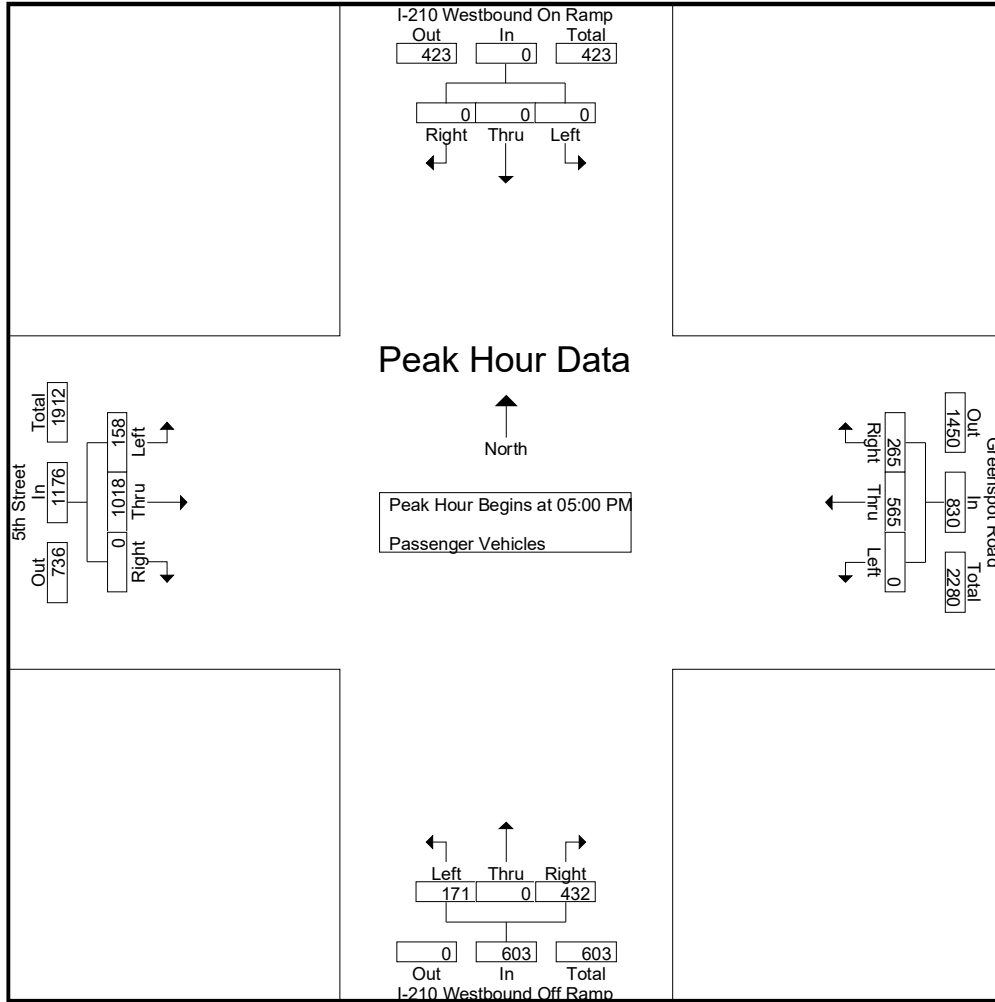 I-210 Westbound On Ramp
Out In Total
423 0 423
0 0 0
Right Thru Left
Peak Hour Data
North
Peak Hour Begins at 05:00 PM
Passenger Vehicles
5th Street
Total In Out
1912 1176 736
158 1018 0
Left Thru Right
Greenspot Road
Out In Total
1450 830 2280
265 565 0
Right Thru Left
Left Thru Right
171 0 432
0 603 603
Out In Total
I-210 Westbound Off Ramp